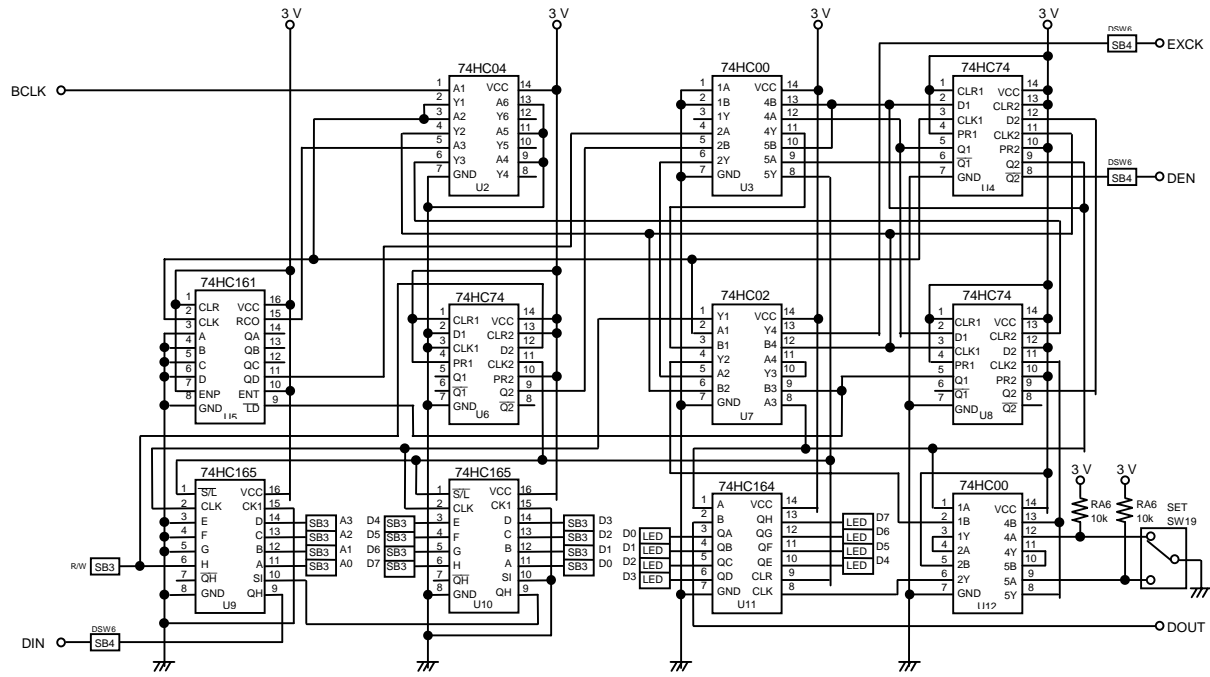 3 V
3 V
3 V
3 V
BCLK
DSW6
SB4
EXCK
DSW6
SB4
DEN
74HC04
1 A1 VCC 14
2 Y1 A6 13
3 A2 Y6 12
4 Y2 A5 11
5 A3 Y5 10
6 Y3 A4 9
7 GND Y4 8
U2
74HC00
1 1A VCC 14
2 1B 4B 13
3 1Y 4A 12
4 2A 4Y 11
5 2B 5B 10
6 2Y 5A 9
7 GND 5Y 8
U3
74HC74
1 CLR1 VCC 14
2 D1 CLR2 13
3 CLK1 D2 12
4 PR1 CLK2 11
5 Q1 PR2 10
6 Q1 Q2 9
7 GND Q2 8
U4
74HC161
1 CLR VCC 16
2 CLK RCO 15
3 A QA 14
4 B QB 13
5 C QC 12
6 D QD 11
7 ENP ENT 10
8 GND LD 9
U5
74HC74
1 CLR1 VCC 14
2 D1 CLR2 13
3 CLK1 D2 12
4 PR1 CLK2 11
5 Q1 PR2 10
6 Q1 Q2 9
7 GND Q2 8
U6
74HC02
1 Y1 VCC 14
2 A1 Y4 13
3 B1 B4 12
4 Y2 A4 11
5 A2 Y3 10
6 B2 B3 9
7 GND A3 8
U7
74HC74
1 CLR1 VCC 14
2 D1 CLR2 13
3 CLK1 D2 12
4 PR1 CLK2 11
5 Q1 PR2 10
6 Q1 Q2 9
7 GND Q2 8
U8
74HC165
1 S/L VCC 16
2 CLK CK1 15
3 E D 14 SB3 A3
4 F C 13 SB3 A2
5 G B 12 SB3 A1
R/W SB3 6 H A 11 SB3 A0
7 QH SI 10
8 GND QH 9
U9
74HC165
1 S/L VCC 16
2 CLK CK1 15
D4 SB3 3 E D 14 SB3 D3
D5 SB3 4 F C 13 SB3 D2
D6 SB3 5 G B 12 SB3 D1
D7 SB3 6 H A 11 SB3 D0
7 QH SI 10
8 GND QH 9
U10
74HC164
1 A VCC 14
2 B QH 13 LED D7
D0 LED 3 QA QG 12 LED D6
D1 LED 4 QB QF 11 LED D5
D2 LED 5 QC QE 10 LED D4
D3 LED 6 QD CLR 9
7 GND CLK 8
U11
74HC00
1 1A VCC 14
2 1B 4B 13
3 1Y 4A 12
4 2A 4Y 11
5 2B 5B 10
6 2Y 5A 9
7 GND 5Y 8
U12
3 V
3 V
RA6
10k
RA6
10k
SET
SW19
DIN
DSW6
SB4
DOUT